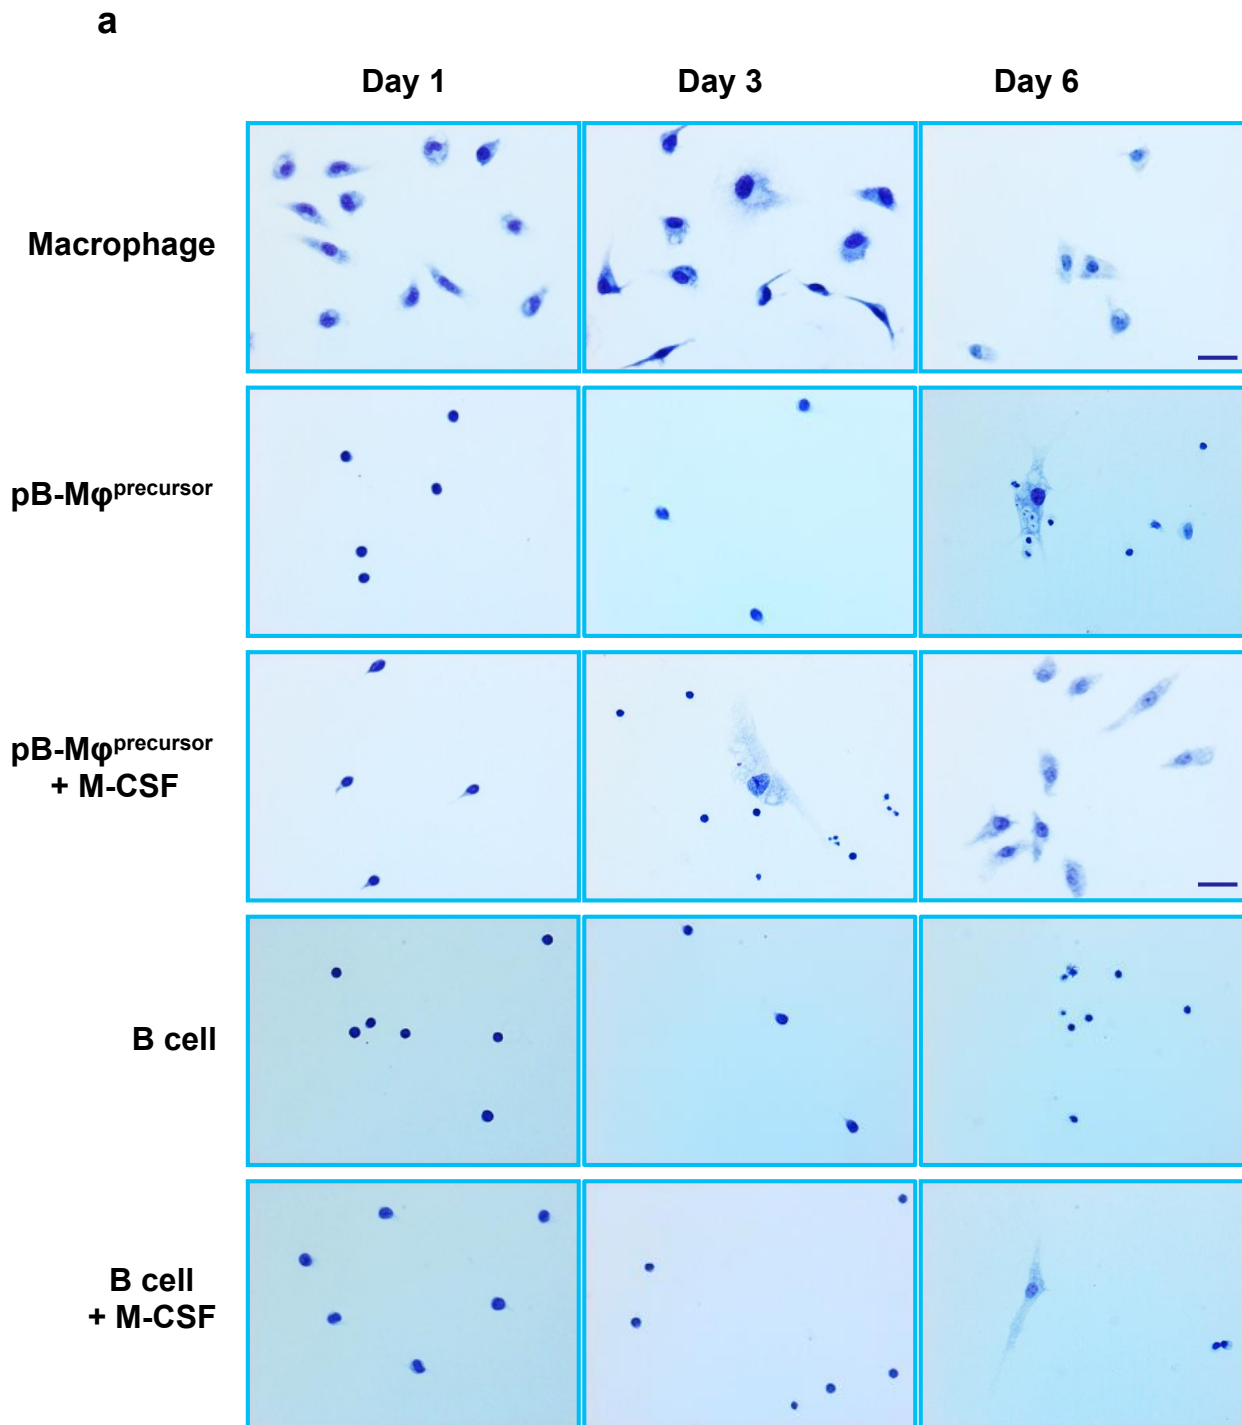 a
Day 1 Day 3 Day 6
Macrophage
pB-Mφprecursor
pB-Mφprecursor
+ M-CSF
B cell
B cell
+ M-CSF